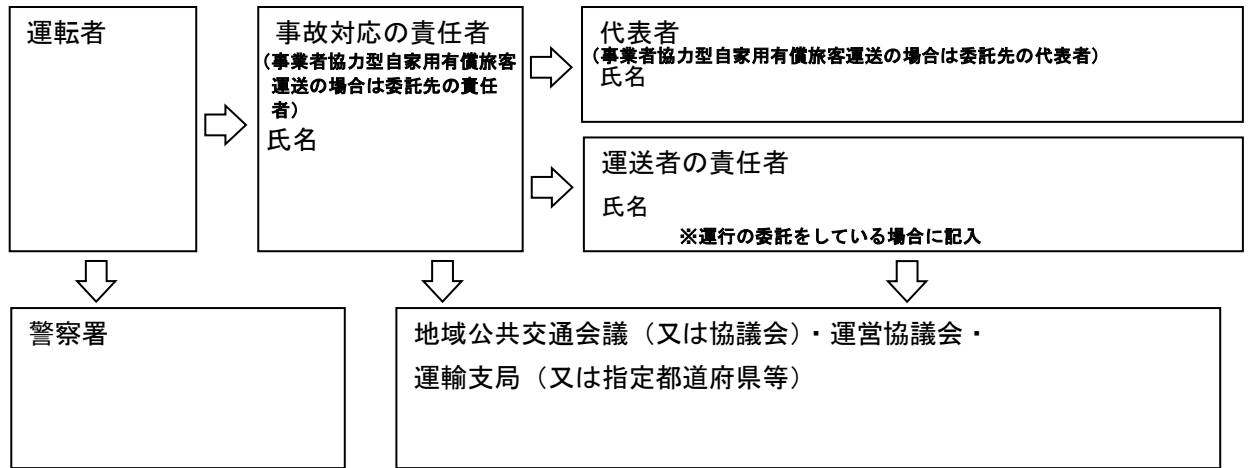 運転者
事故対応の責任者
(事業者協力型自家用有償旅客
運送の場合は委託先の責任
者)
氏名
代表者
(事業者協力型自家用有償旅客運送の場合は委託先の代表者)
氏名
運送者の責任者
氏名
※運行の委託をしている場合に記入
警察署
地域公共交通会議（又は協議会）・運営協議会・
運輸支局（又は指定都道府県等）